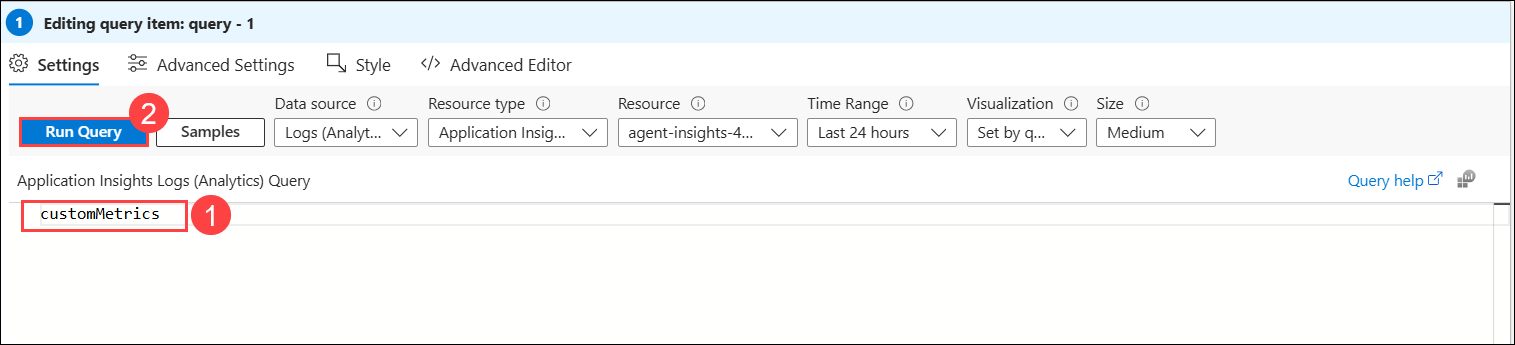 1 Editing query item: query - 1
Settings Advanced Settings Style </> Advanced Editor
Data source Resource type Resource Time Range Visualization Size
Run Query 2 Samples Logs (Analyt... Application Insig... agent-insights-4... Last 24 hours Set by q... Medium
Application Insights Logs (Analytics) Query Query help
customMetrics 1